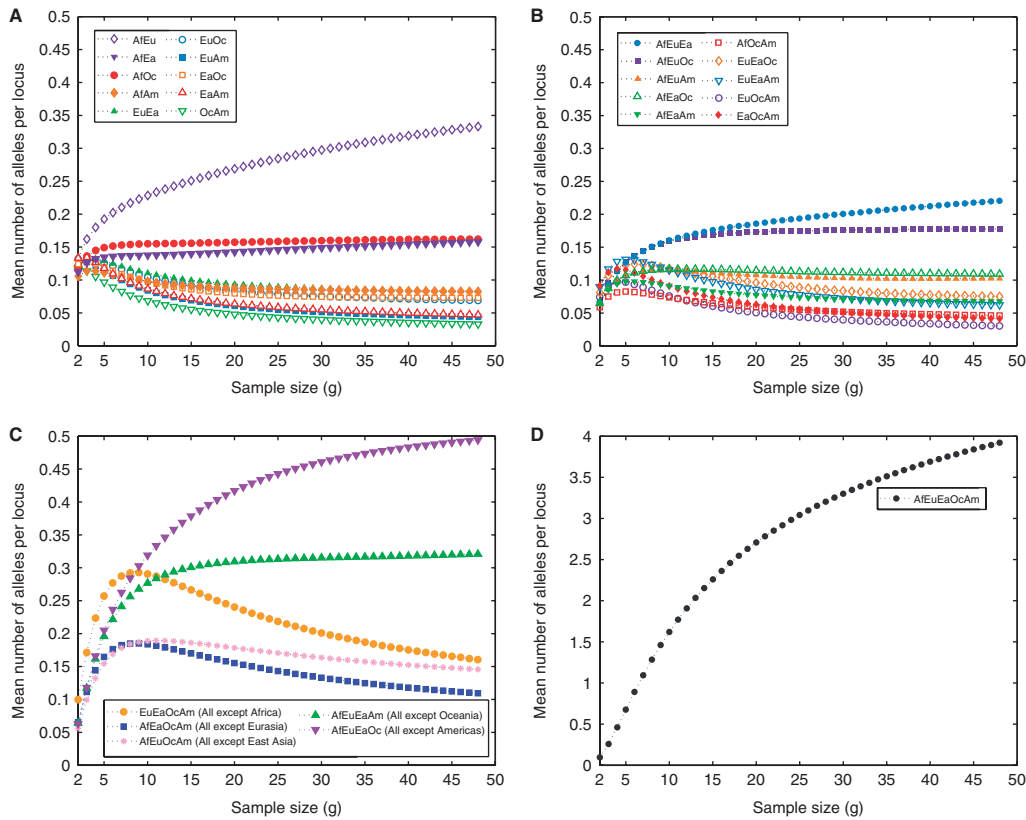 A
0.5
0.45
0.4
0.35
0.3
0.25
0.2
0.15
0.1
0.05
0
Mean number of alleles per locus
AfEu
AfEa
AfOc
AfAm
EuEa
EuOc
EuAm
EaOc
EaAm
OcAm
2 5 10 15 20 25 30 35 40 45 50
Sample size (g)
B
0.5
0.45
0.4
0.35
0.3
0.25
0.2
0.15
0.1
0.05
0
Mean number of alleles per locus
AfEuEa
AfEuOc
AfEuAm
AfEaOc
AfEaAm
AfOcAm
EuEaOc
EuEaAm
EuOcAm
EaOcAm
2 5 10 15 20 25 30 35 40 45 50
Sample size (g)
C
0.5
0.45
0.4
0.35
0.3
0.25
0.2
0.15
0.1
0.05
0
Mean number of alleles per locus
EuEaOcAm (All except Africa)
AfEaOcAm (All except Eurasia)
AfEuOcAm (All except East Asia)
AfEuEaAm (All except Oceania)
AfEuEaOc (All except Americas)
2 5 10 15 20 25 30 35 40 45 50
Sample size (g)
D
4
3.5
3
2.5
2
1.5
1
0.5
0
Mean number of alleles per locus
AfEuEaOcAm
2 5 10 15 20 25 30 35 40 45 50
Sample size (g)